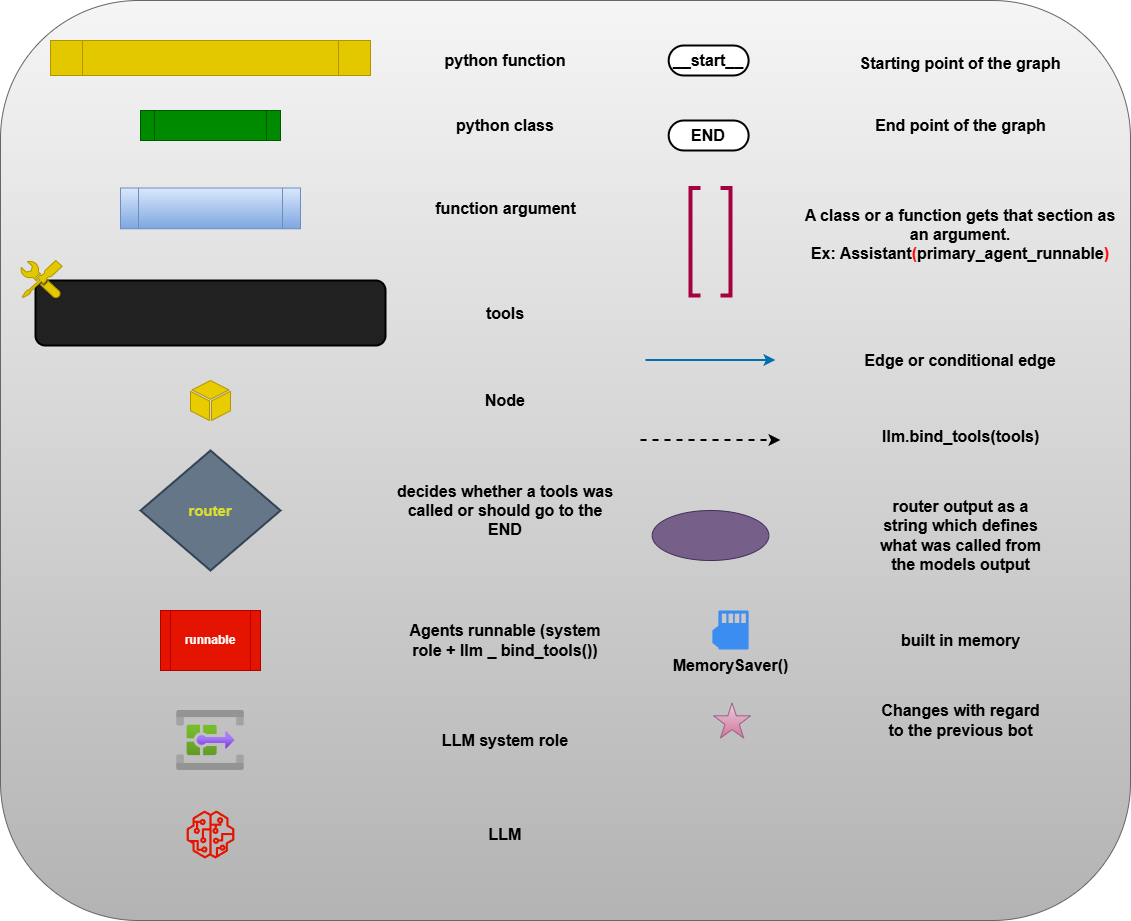 python function
__start__
Starting point of the graph
python class
END
End point of the graph
function argument
A class or a function gets that section as
an argument.
Ex: Assistant(primary_agent_runnable)
tools
Edge or conditional edge
Node
llm.bind_tools(tools)
router
decides whether a tools was
called or should go to the
END
router output as a
string which defines
what was called from
the models output
runnable
Agents runnable (system
role + llm _ bind_tools())
MemorySaver()
built in memory
LLM system role
Changes with regard
to the previous bot
LLM